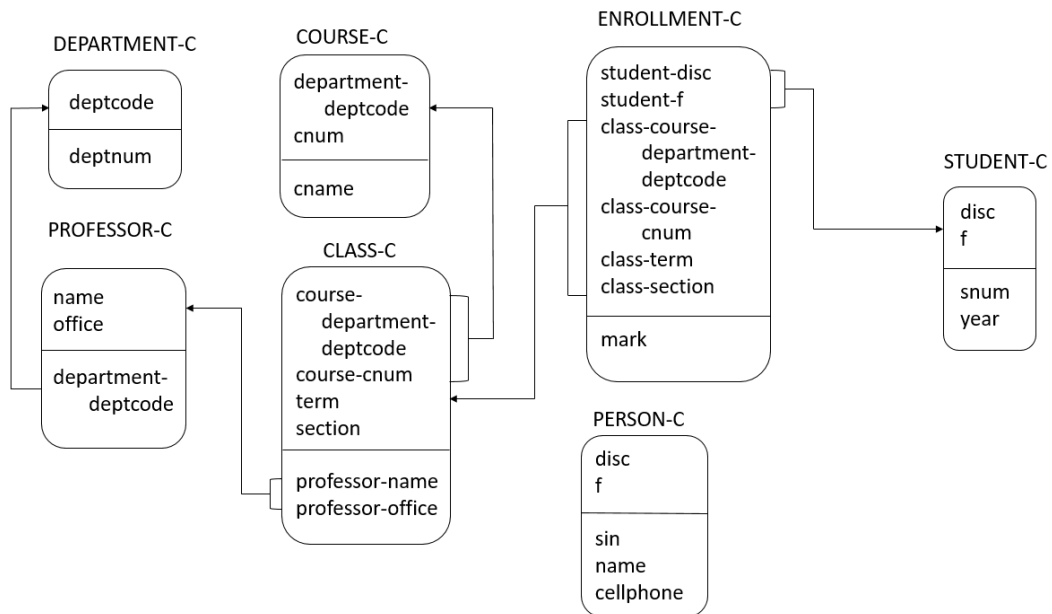 DEPARTMENT-C
deptcode
deptnum
COURSE-C
department-
deptcode
cnum
cname
ENROLLMENT-C
student-disc
student-f
class-course-
department-
deptcode
class-course-
cnum
class-term
class-section
mark
STUDENT-C
disc
f
snum
year
PROFESSOR-C
name
office
department-
deptcode
CLASS-C
course-
department-
deptcode
course-cnum
term
section
professor-name
professor-office
PERSON-C
disc
f
sin
name
cellphone